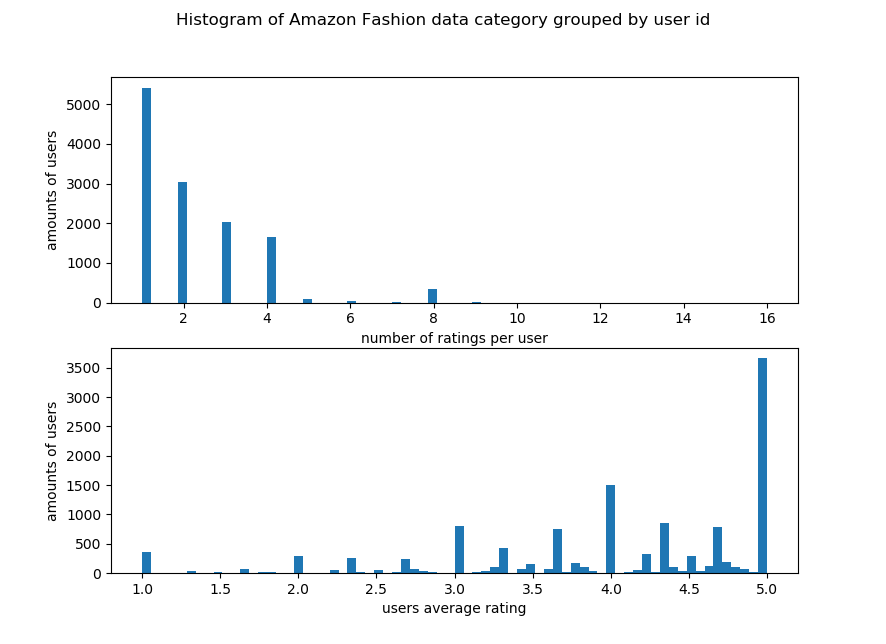 Histogram of Amazon Fashion data category grouped by user id
5000
4000
3000
2000
1000
0
amounts of users
2 4 6 8 10 12 14 16
number of ratings per user
3500
3000
2500
2000
1500
1000
500
0
amounts of users
1.0 1.5 2.0 2.5 3.0 3.5 4.0 4.5 5.0
users average rating